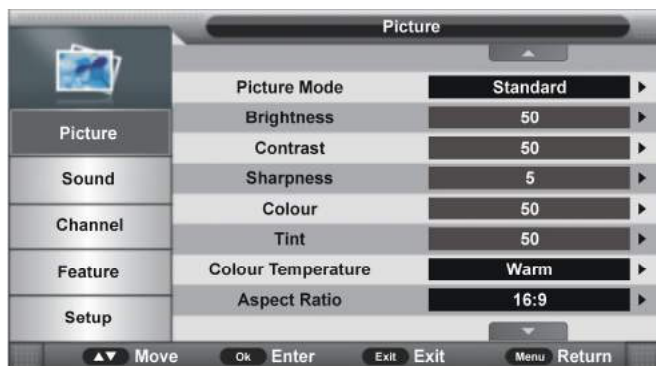 Picture
Picture
Sound
Channel
Feature
Setup
Picture Mode Standard
Brightness 50
Contrast 50
Sharpness 5
Colour 50
Tint 50
Colour Temperature Warm
Aspect Ratio 16:9
▲▼ Move Ok Enter Exit Exit Menu Return